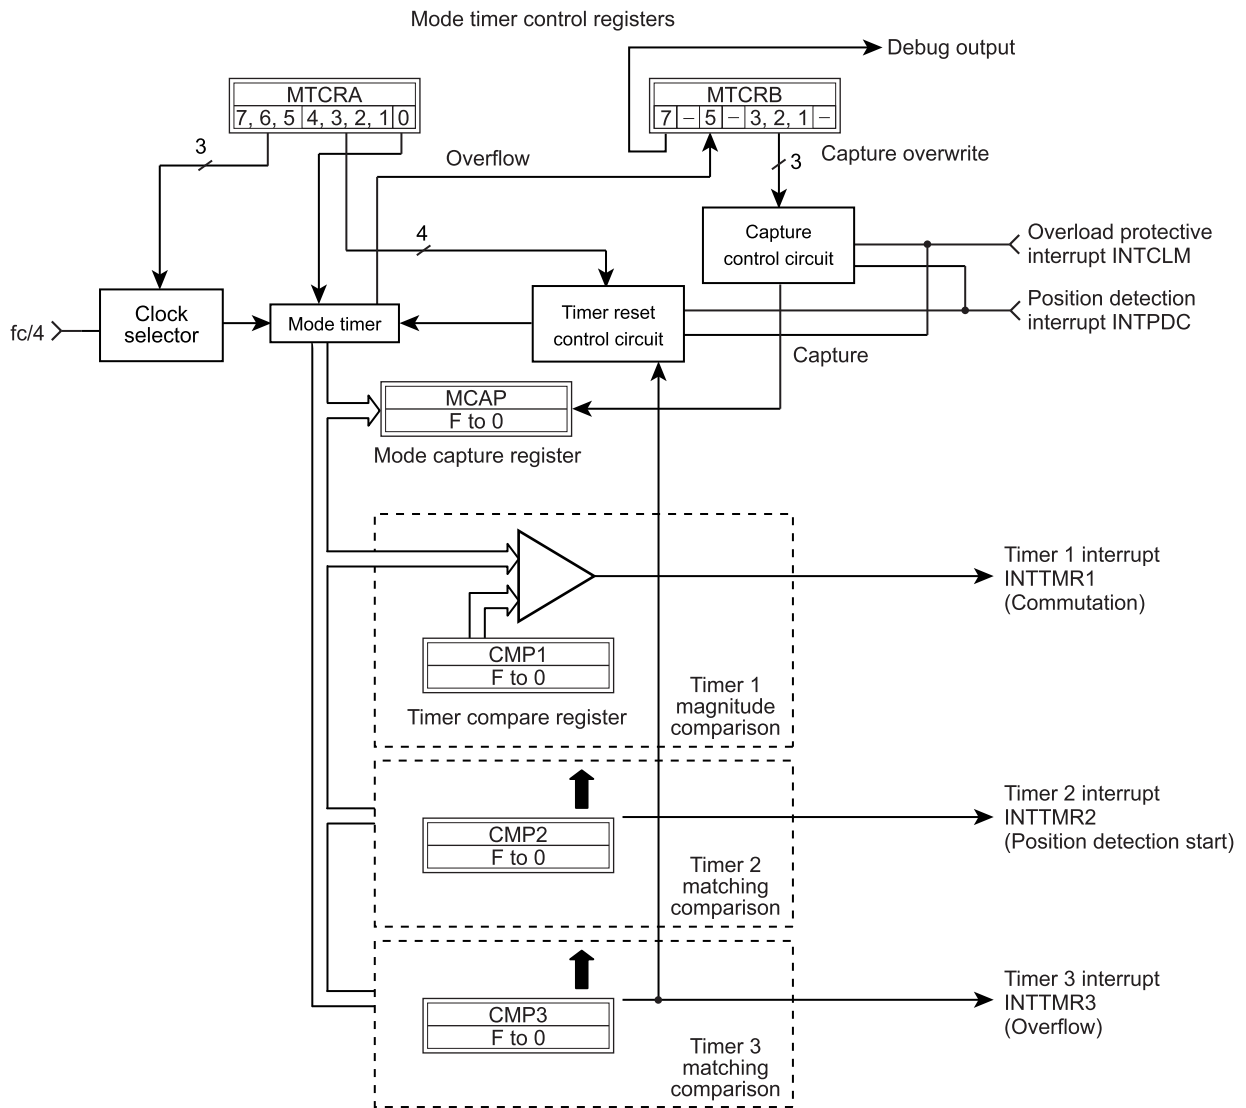 Mode timer control registers
Debug output
MTCRA
7, 6, 5 4, 3, 2, 1 0
MTCRB
7 – 5 – 3, 2, 1 –
3
Overflow
3
Capture overwrite
4
Capture
control circuit
Overload protective
interrupt INTCLM
Position detection
interrupt INTPDC
fc/4
Clock
selector
Mode timer
Timer reset
control circuit
Capture
MCAP
F to 0
Mode capture register
Timer 1 interrupt
INTTMR1
(Commutation)
CMP1
F to 0
Timer compare register
Timer 1
magnitude
comparison
Timer 2 interrupt
INTTMR2
(Position detection start)
CMP2
F to 0
Timer 2
matching
comparison
Timer 3 interrupt
INTTMR3
(Overflow)
CMP3
F to 0
Timer 3
matching
comparison